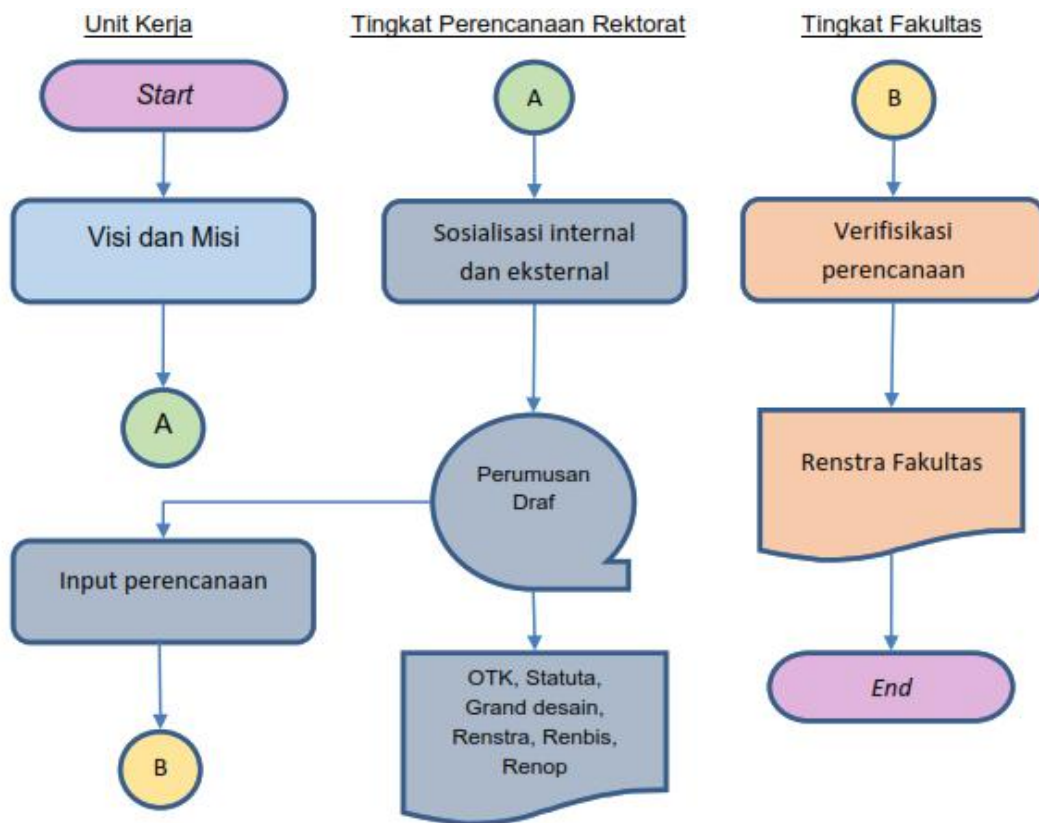 Unit Kerja
Start
Visi dan Misi
A
Input perencanaan
B
Tingkat Perencanaan Rektorat
A
Sosialisasi internal
dan eksternal
Perumusan
Draf
OTK, Statuta,
Grand desain,
Renstra, Renbis,
Renop
Tingkat Fakultas
B
Verifisikasi
perencanaan
Renstra Fakultas
End